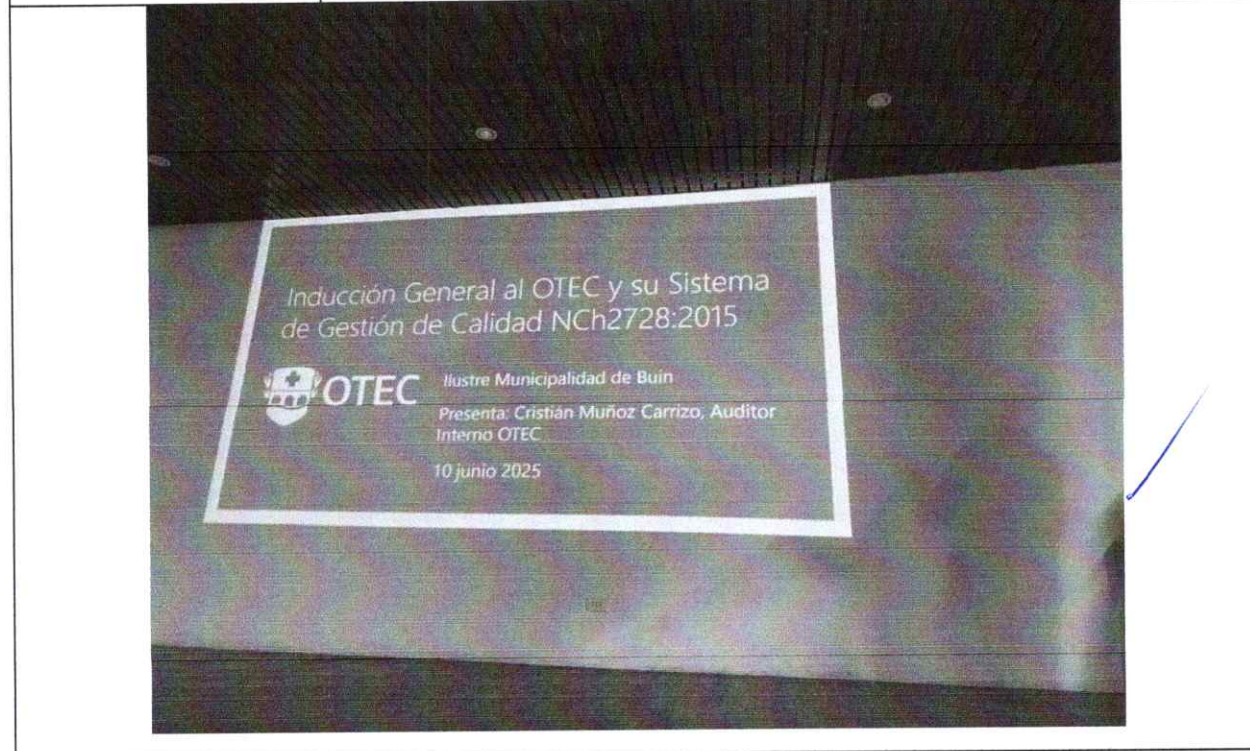 Inducción General al OTEC y su Sistema
de Gestión de Calidad NCh2728:2015
OTEC
Ilustre Municipalidad de Buin
Presenta: Cristián Muñoz Carrizo, Auditor
Interno OTEC
10 junio 2025